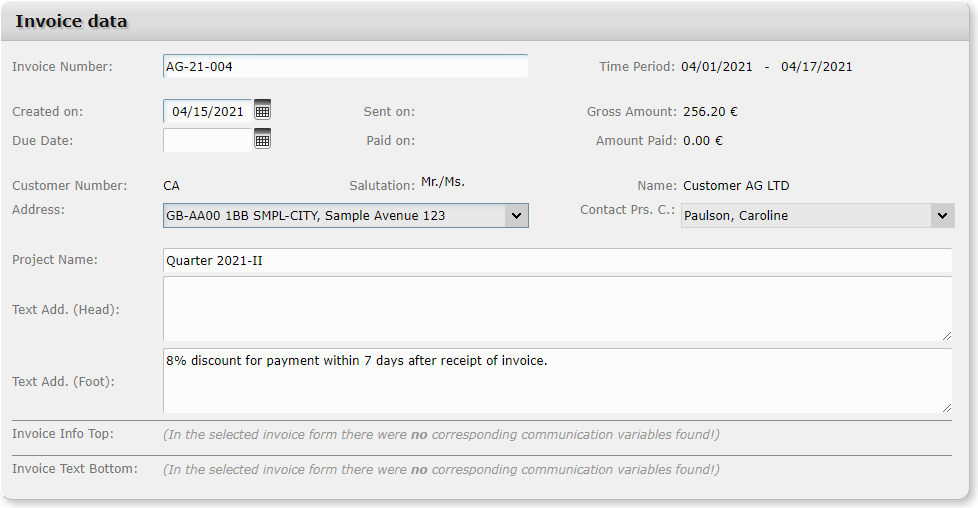 Invoice data
Invoice Number: AG-21-004 Time Period: 04/01/2021 - 04/17/2021
Created on: 04/15/2021 Sent on: Gross Amount: 256.20 €
Due Date: Paid on: Amount Paid: 0.00 €
Customer Number: CA Salutation: Mr./Ms. Name: Customer AG LTD
Address: GB-AA00 1BB SMPL-CITY, Sample Avenue 123 Contact Prs. C.: Paulson, Caroline
Project Name: Quarter 2021-II
Text Add. (Head):
8% discount for payment within 7 days after receipt of invoice.
Text Add. (Foot):
Invoice Info Top: (In the selected invoice form there were no corresponding communication variables found!)
Invoice Text Bottom: (In the selected invoice form there were no corresponding communication variables found!)